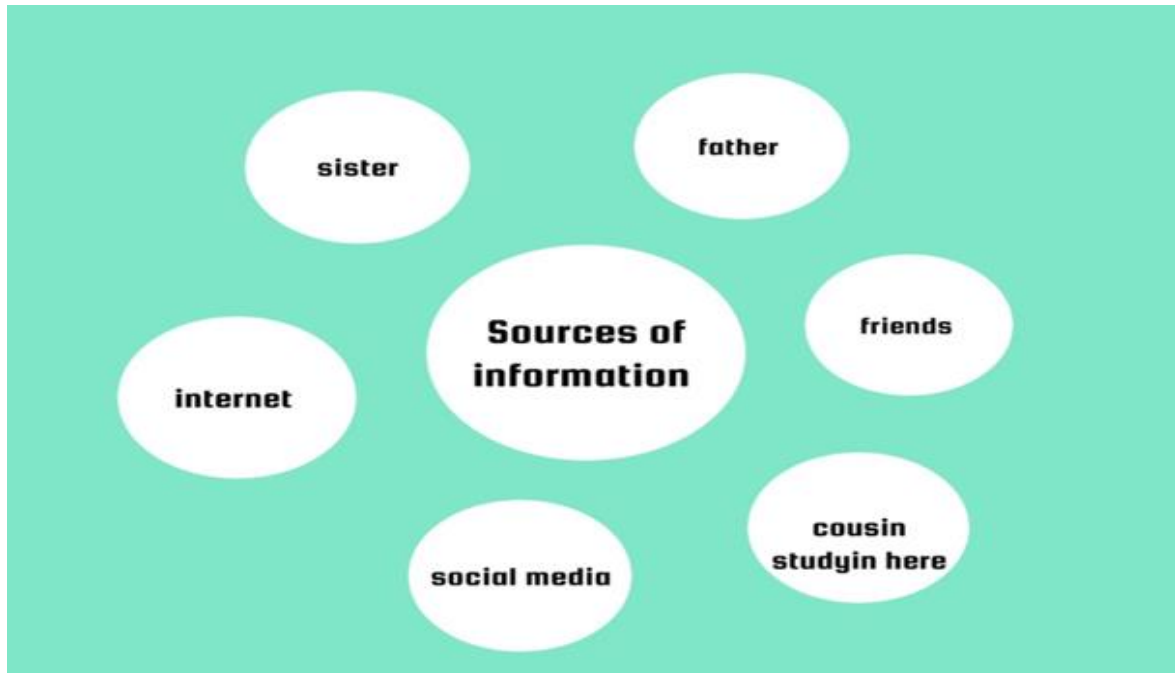 father
sister
friends
Sources of
information
internet
cousin
studyin here
social media